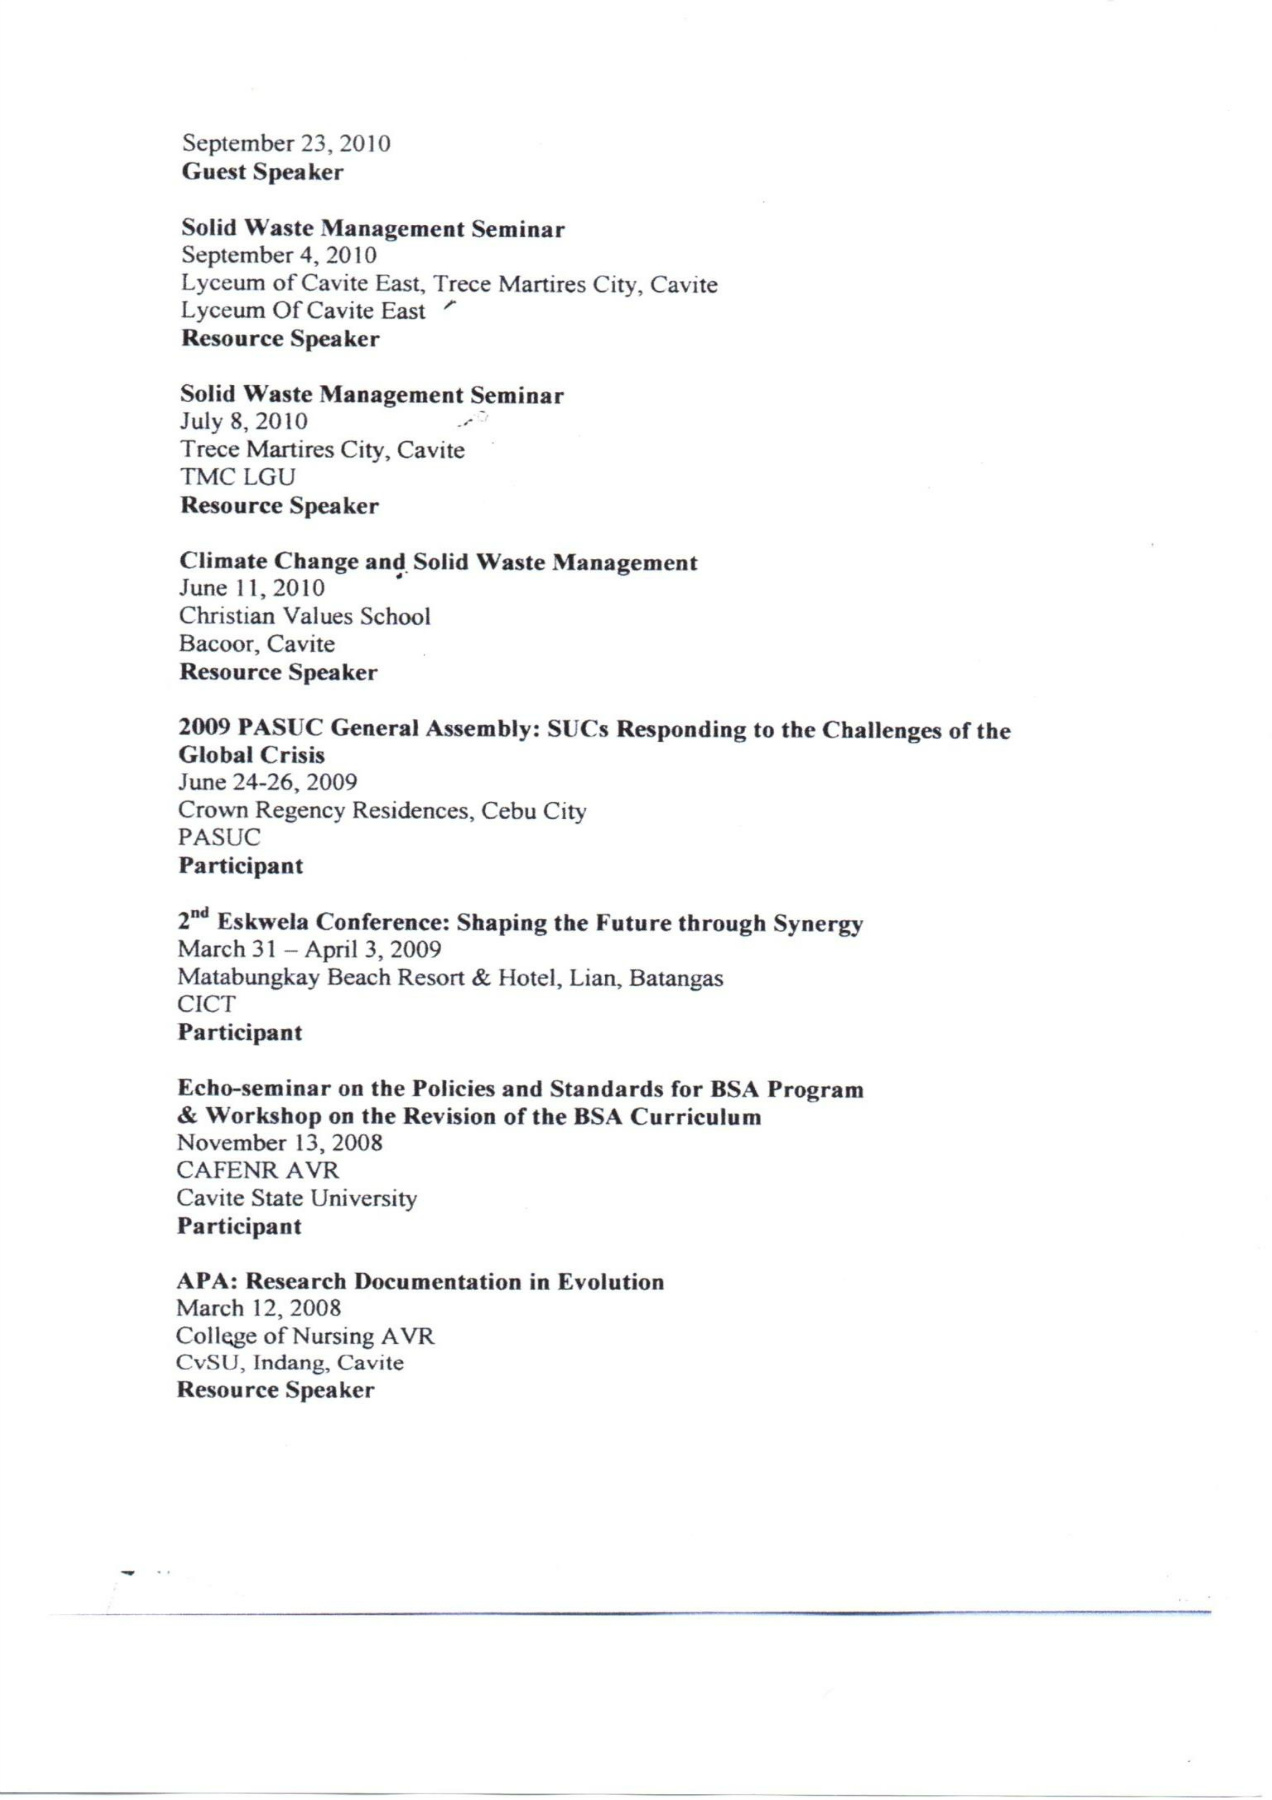 September 23, 2010
Guest Speaker
Solid Waste Management Seminar
September 4, 2010
Lyceum of Cavite East, Trece Martires City, Cavite
Lyceum Of Cavite East
Resource Speaker
Solid Waste Management Seminar
July 8, 2010
Trece Martires City, Cavite
TMC LGU
Resource Speaker
Climate Change and Solid Waste Management
June 11, 2010
Christian Values School
Bacoor, Cavite
Resource Speaker
2009 PASUC General Assembly: SUCs Responding to the Challenges of the
Global Crisis
June 24-26, 2009
Crown Regency Residences, Cebu City
PASUC
Participant
2nd Eskwela Conference: Shaping the Future through Synergy
March 31 – April 3, 2009
Matabungkay Beach Resort & Hotel, Lian, Batangas
CICT
Participant
Echo-seminar on the Policies and Standards for BSA Program
& Workshop on the Revision of the BSA Curriculum
November 13, 2008
CAFENR AVR
Cavite State University
Participant
APA: Research Documentation in Evolution
March 12, 2008
College of Nursing AVR
CvSU, Indang, Cavite
Resource Speaker